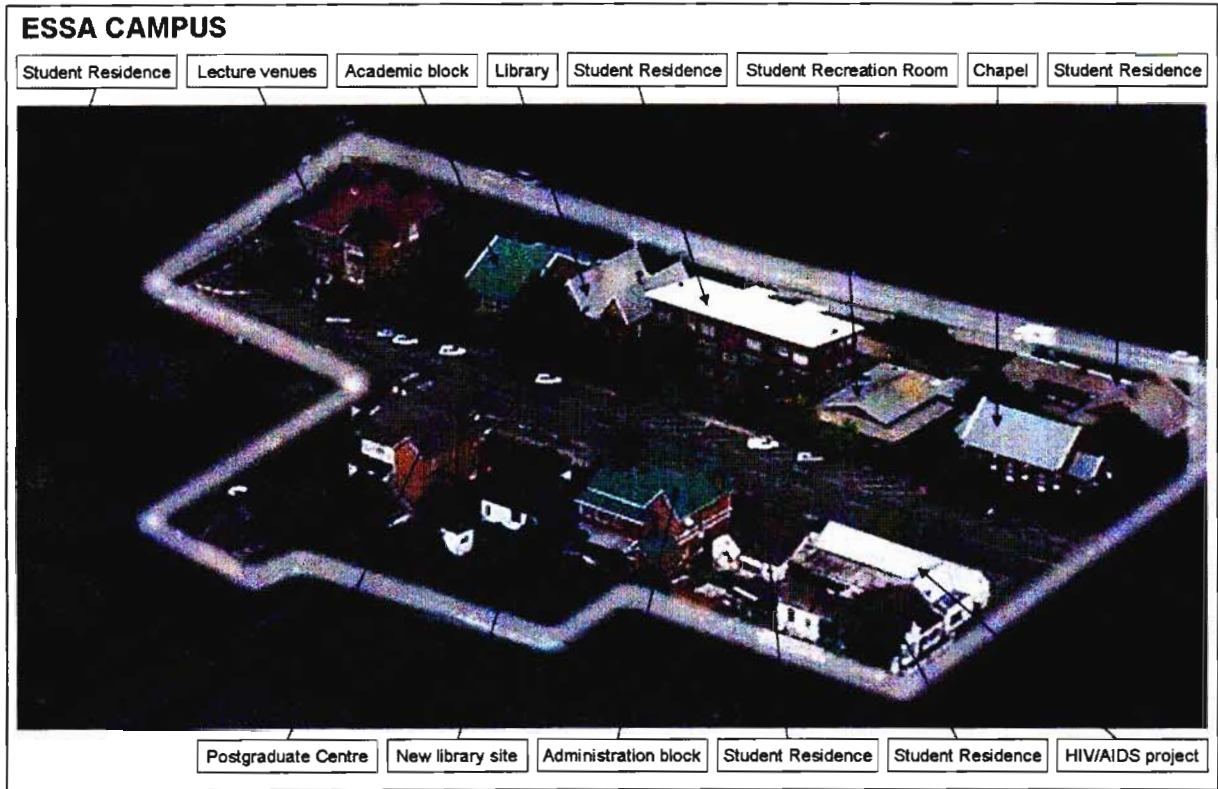 ESSA CAMPUS
Student Residence Lecture venues Academic block Library Student Residence Student Recreation Room Chapel Student Residence
Postgraduate Centre New library site Administration block Student Residence Student Residence HIV/AIDS project